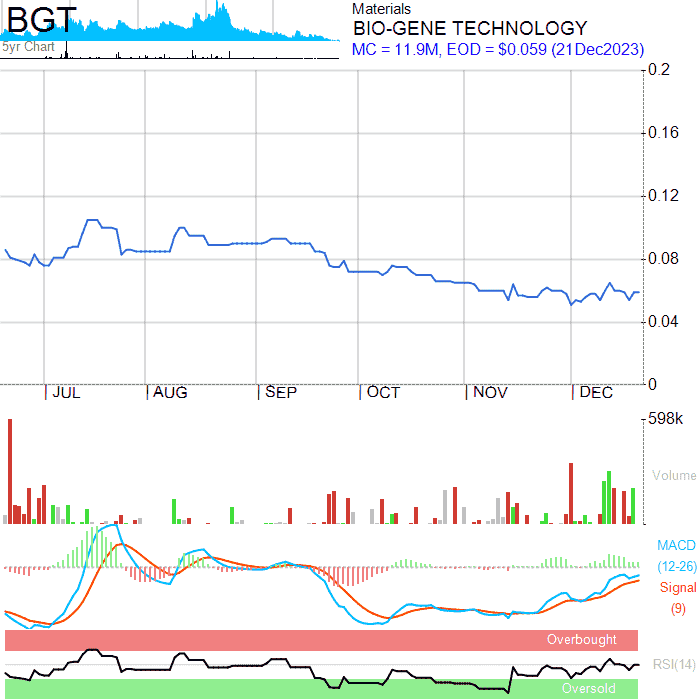 BGT
5yr Chart
Materials
BIO-GENE TECHNOLOGY
MC = 11.9M, EOD = $0.059 (21Dec2023)
0.2
0.16
0.12
0.08
0.04
0
JUL AUG SEP OCT NOV DEC
598k
Volume
MACD
(12-26)
Signal
(9)
Overbought
RSI(14)
Oversold